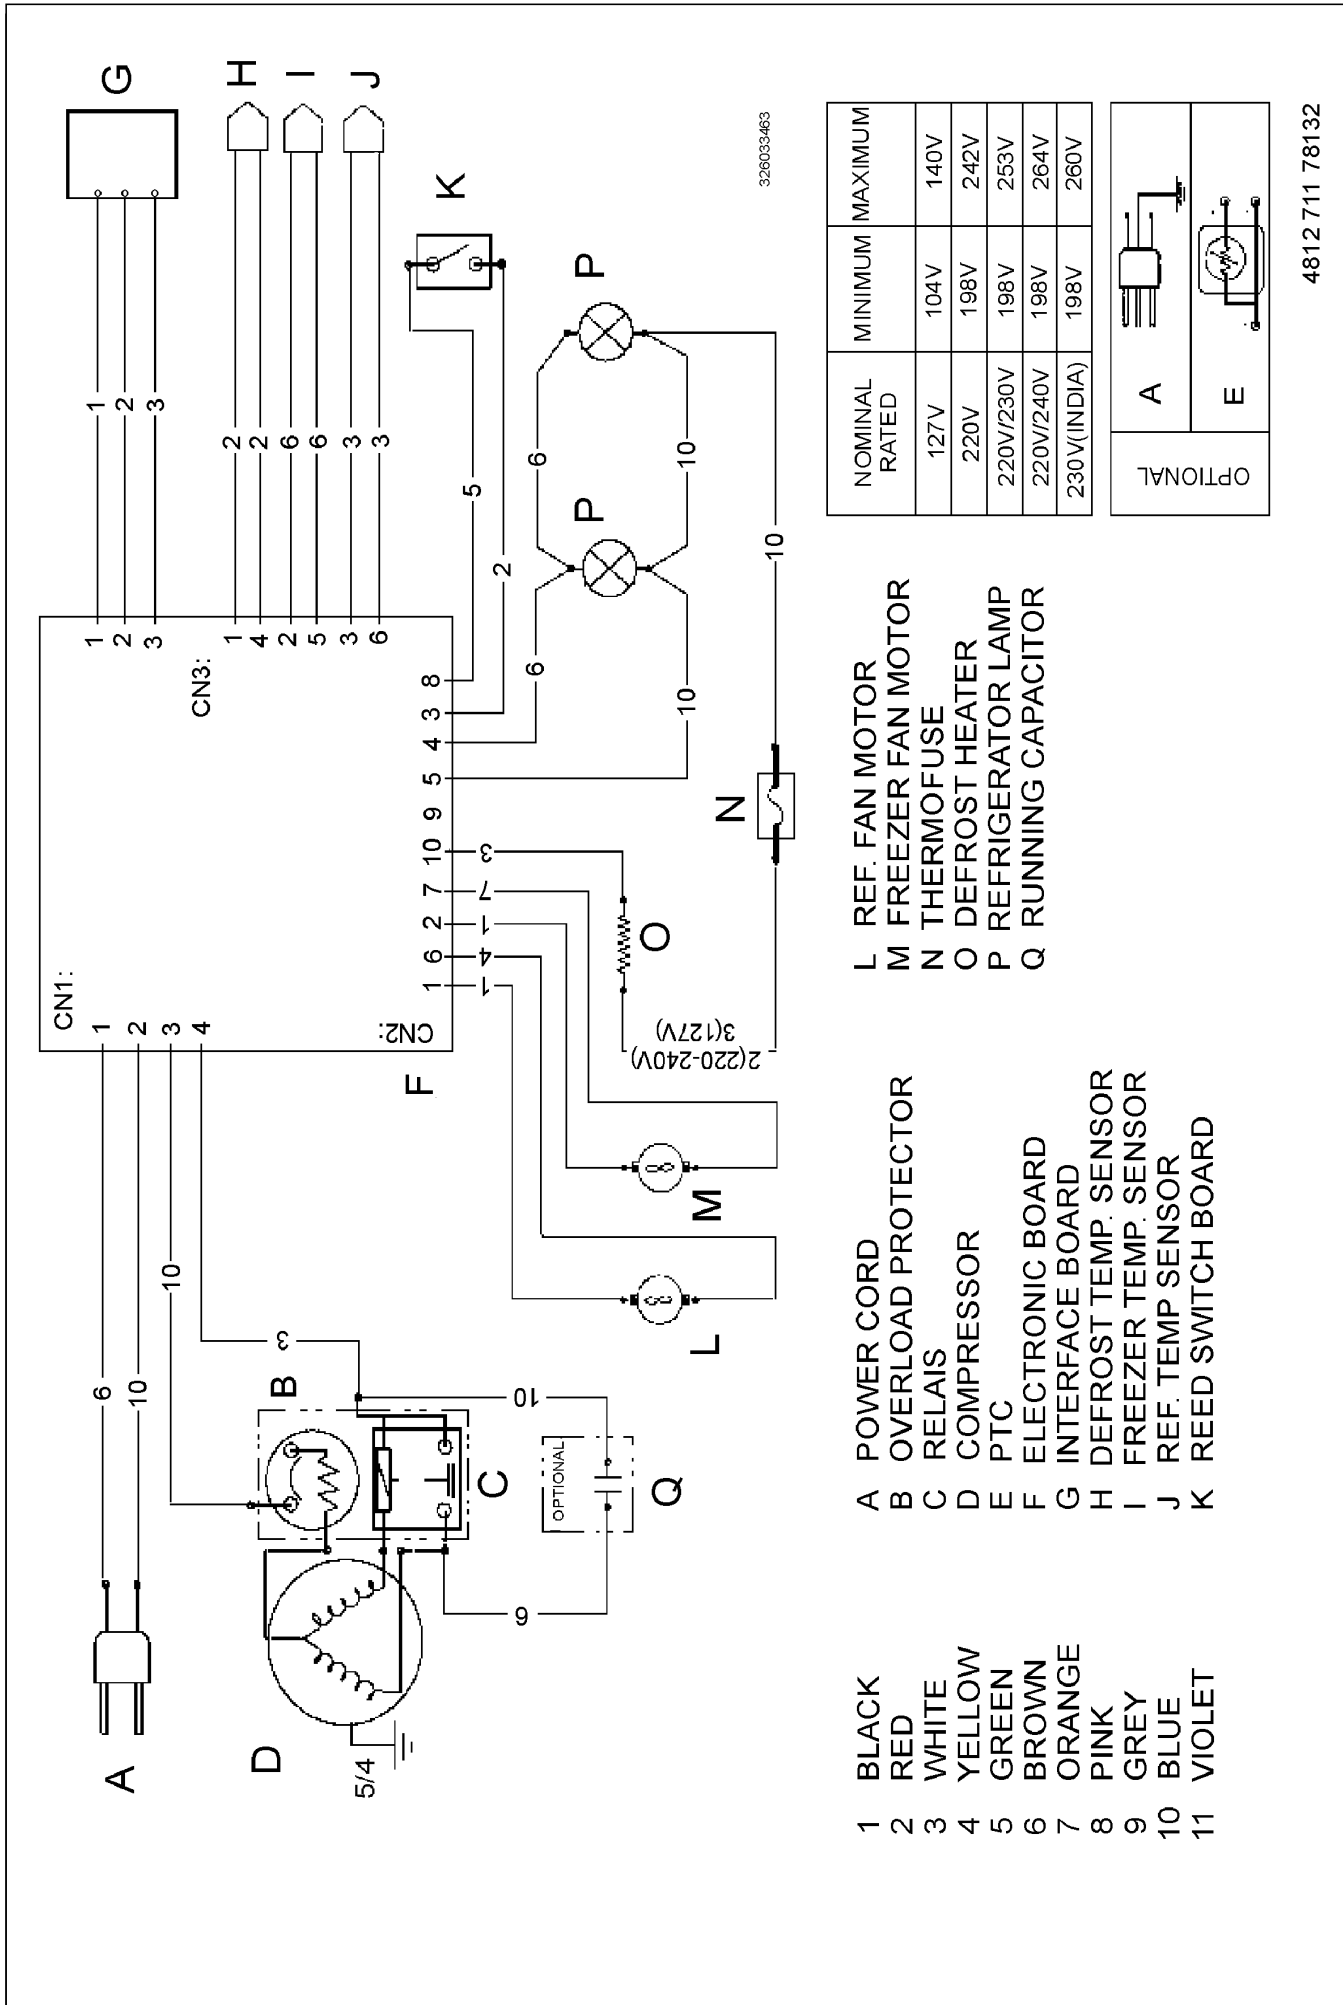 G
H
I
J
K
1
2
3
2
2
6
6
3
3
5
2
1
2
3
CN3:
1
4
2
5
3
6
8
3
4
5
9
10
7
2
6
1
CN1:
1
2
3
4
CN2:
F
6
10
10
3
A
B
C
D
5/4
10
6
OPTIONAL
Q
L
M
1
4
1
7
3
O
2(220-240V)
3(127V)
N
6
10
P
6
10
P
10
326033463
NOMINAL RATED MINIMUM MAXIMUM
127V 104V 140V
220V 198V 242V
220V/230V 198V 253V
220V/240V 198V 264V
230V(INDIA) 198V 260V
OPTIONAL
A
E
4812 711 78132
1 BLACK
2 RED
3 WHITE
4 YELLOW
5 GREEN
6 BROWN
7 ORANGE
8 PINK
9 GREY
10 BLUE
11 VIOLET
A POWER CORD
B OVERLOAD PROTECTOR
C RELAIS
D COMPRESSOR
E PTC
F ELECTRONIC BOARD
G INTERFACE BOARD
H DEFROST TEMP. SENSOR
I FREEZER TEMP. SENSOR
J REF. TEMP SENSOR
K REED SWITCH BOARD
L REF. FAN MOTOR
M FREEZER FAN MOTOR
N THERMOFUSE
O DEFROST HEATER
P REFRIGERATOR LAMP
Q RUNNING CAPACITOR